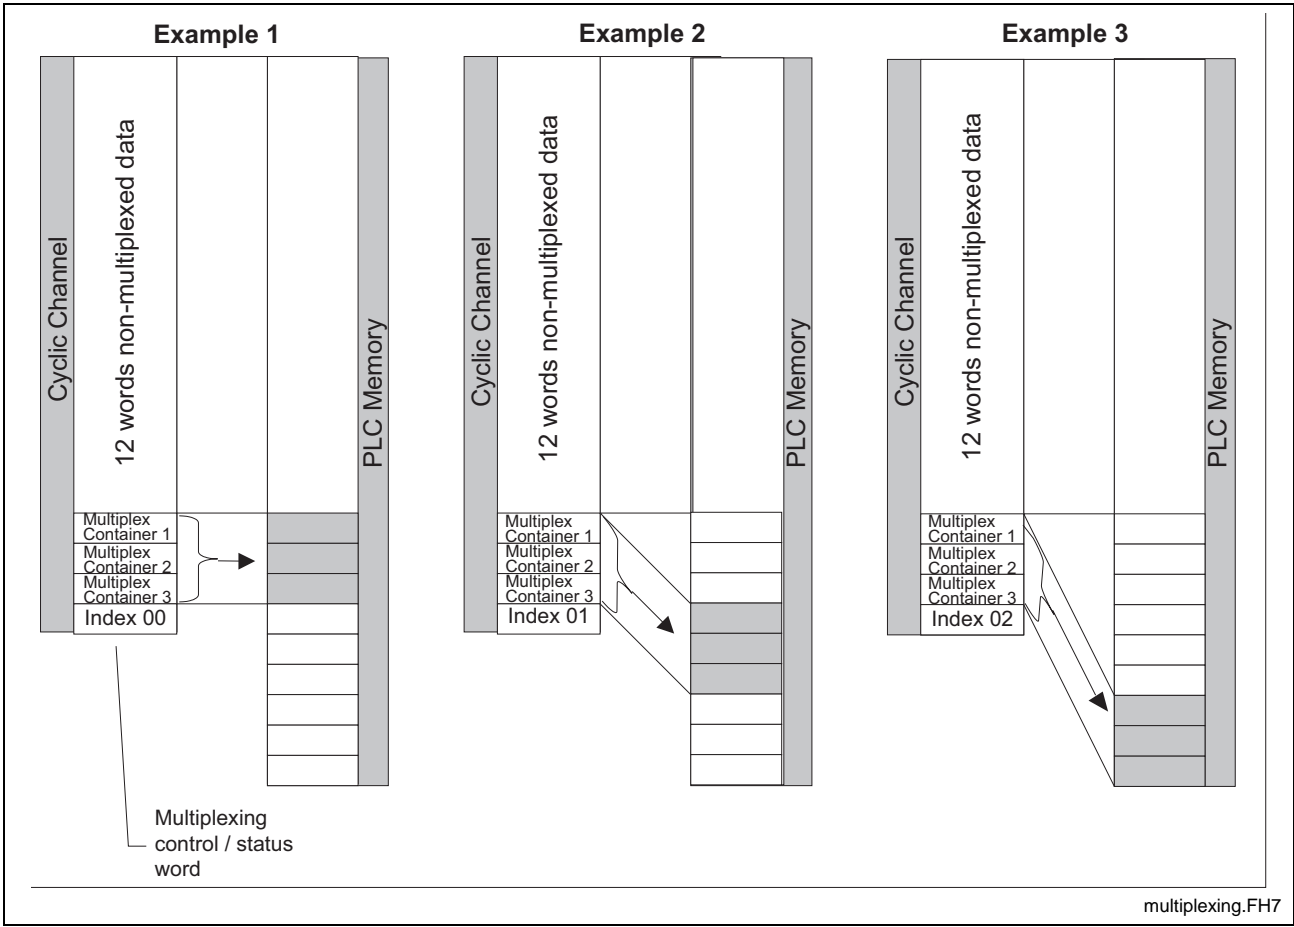 Example 1
Cyclic Channel
12 words non-multiplexed data
PLC Memory
Multiplex
Container 1
Multiplex
Container 2
Multiplex
Container 3
Index 00
Multiplexing
control / status
word
Example 2
Cyclic Channel
12 words non-multiplexed data
PLC Memory
Multiplex
Container 1
Multiplex
Container 2
Multiplex
Container 3
Index 01
Example 3
Cyclic Channel
12 words non-multiplexed data
PLC Memory
Multiplex
Container 1
Multiplex
Container 2
Multiplex
Container 3
Index 02
multiplexing.FH7